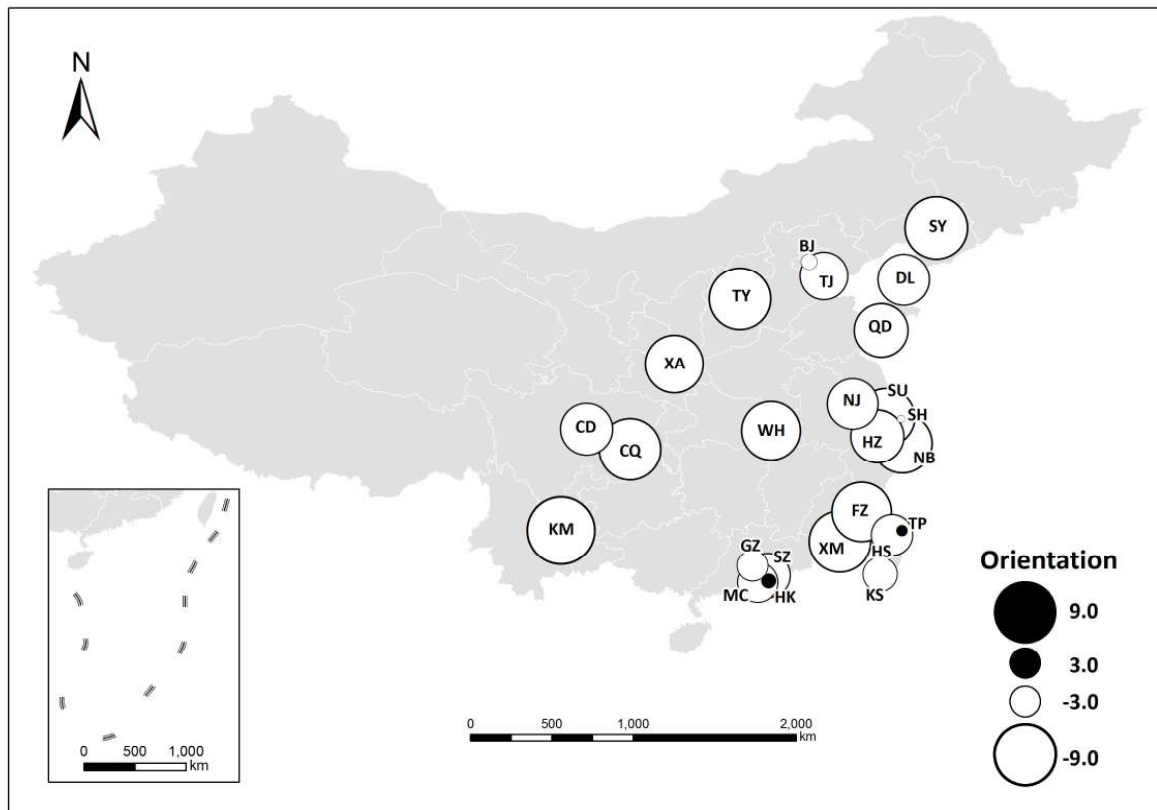 N
SY
BJ
TJ
DL
TY
QD
XA
NJ
SU
SH
CD
CQ
WH
HZ
NB
KM
FZ
TP
XM
HS
GZ
SZ
MC
HK
KS
Orientation
9.0
3.0
-3.0
-9.0
0 500 1,000 2,000
km
0 500 1,000
km